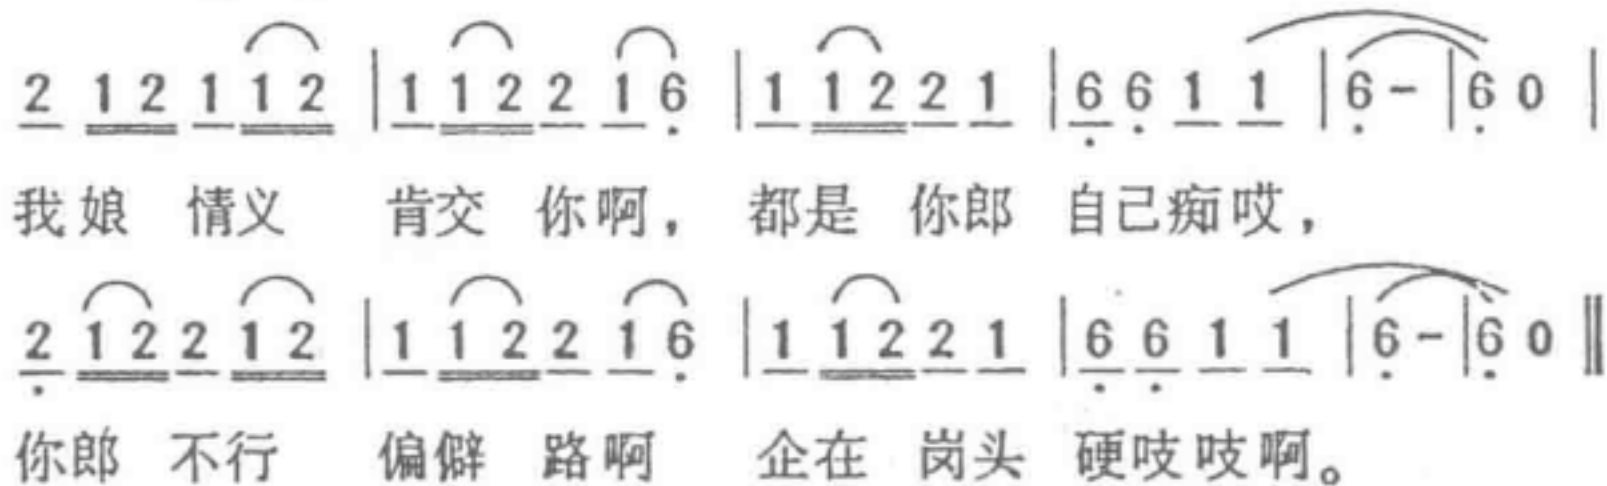 2 1 2 1 1 2 | 1 1 2 2 1 6̣ | 1 1 2 2 1 | 6̣ 6̣ 1 1 | 6̣ - | 6̣ 0 |
我娘 情义 肯交 你啊，都是 你郎 自己痴哎，
2̣ 1 2 2 1 2 | 1 1 2 2 1 6̣ | 1 1 2 2 1 | 6̣ 6̣ 1 1 | 6̣ - | 6̣ 0 ‖
你郎 不行 偏僻 路啊 企在 岗头 硬吱吱啊。